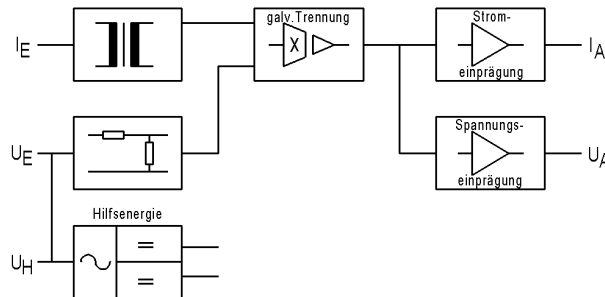 galv.Trennung
Strom-
I_E
X
I_A
einprägung
Spannungs-
U_E
U_A
einprägung
Hilfsenergie
U_H